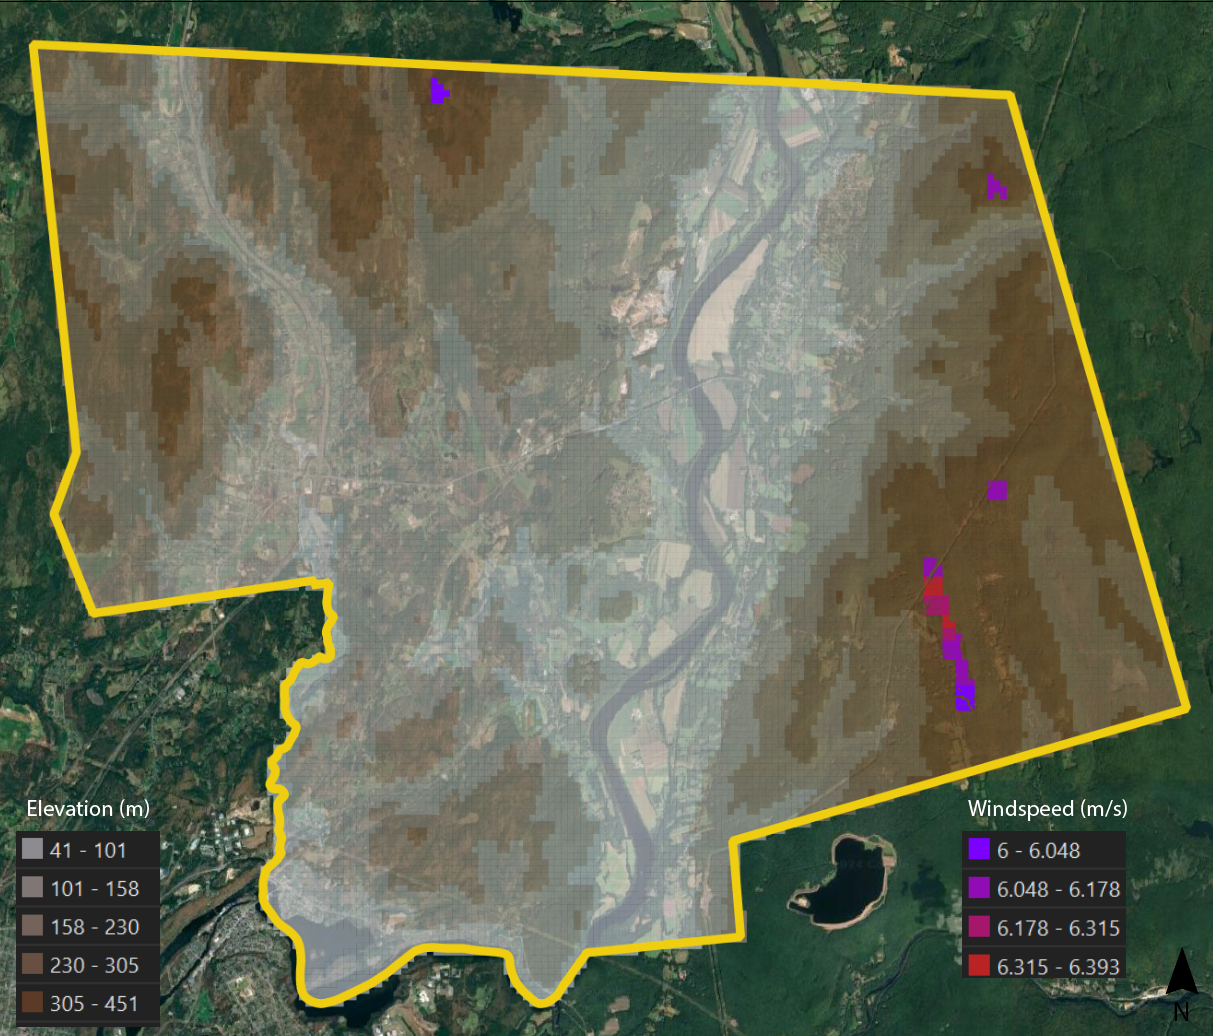 Elevation (m)
41 - 101
101 - 158
158 - 230
230 - 305
305 - 451
Windspeed (m/s)
6 - 6.048
6.048 - 6.178
6.178 - 6.315
6.315 - 6.393
N